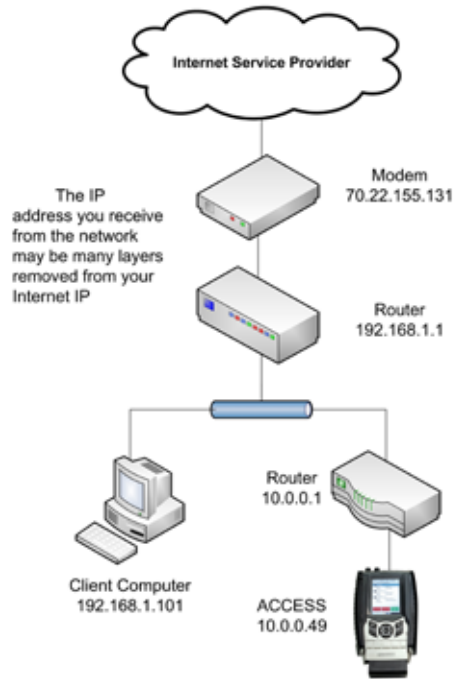 Internet Service Provider
Modem
70.22.155.131
The IP
address you receive
from the network
may be many layers
removed from your
Internet IP
Router
192.168.1.1
Router
10.0.0.1
Client Computer
192.168.1.101
ACCESS
10.0.0.49